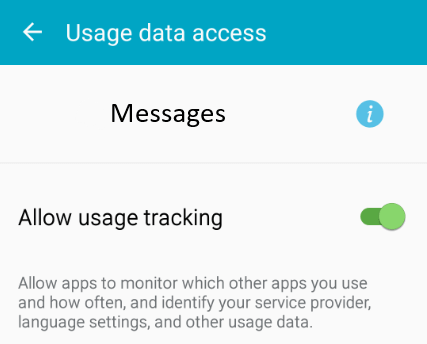 Usage data access
Messages
i
Allow usage tracking
Allow apps to monitor which other apps you use
and how often, and identify your service provider,
language settings, and other usage data.